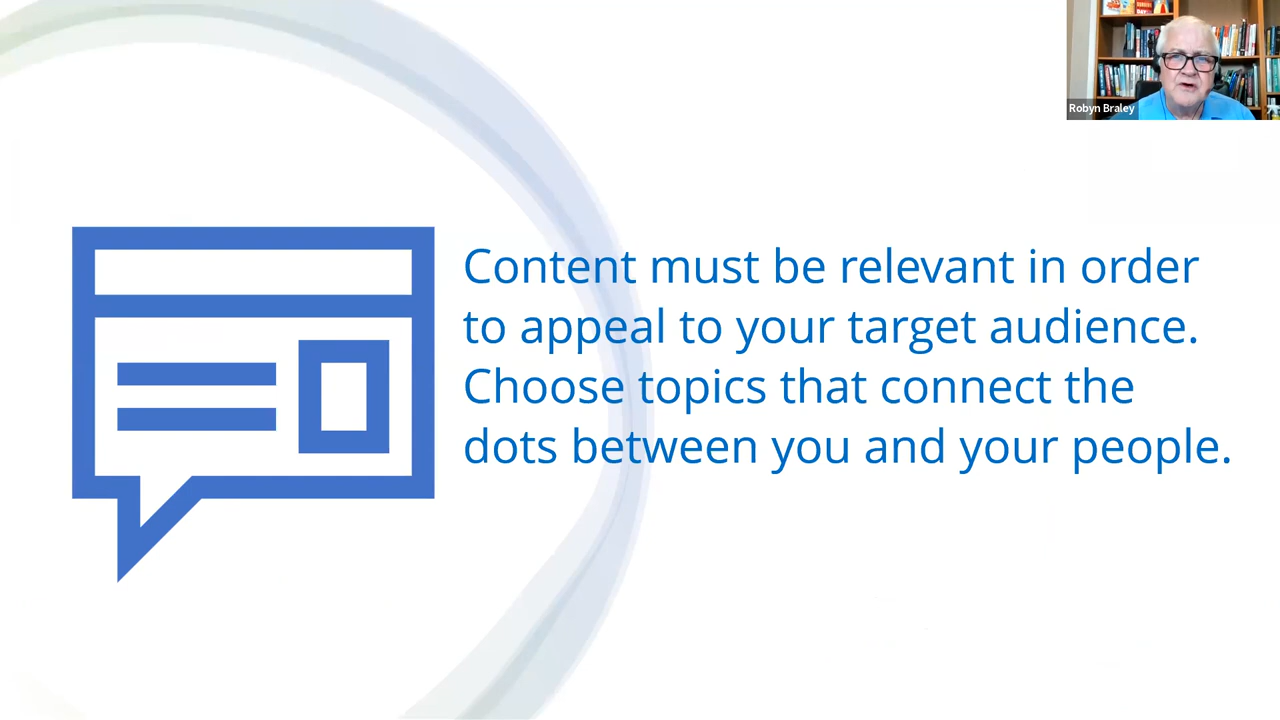 Robyn Braley
Content must be relevant in order
to appeal to your target audience.
Choose topics that connect the
dots between you and your people.